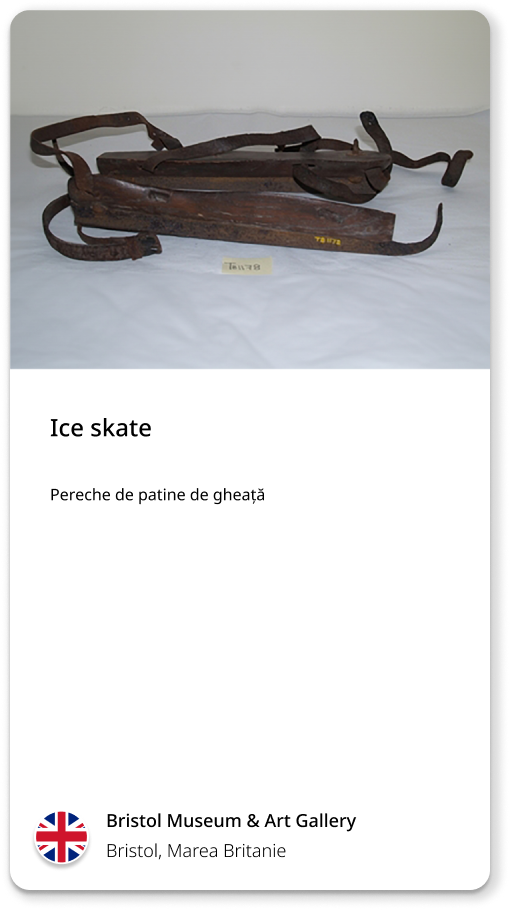 Ice skate
Pereche de patine de gheață
Bristol Museum & Art Gallery
Bristol, Marea Britanie